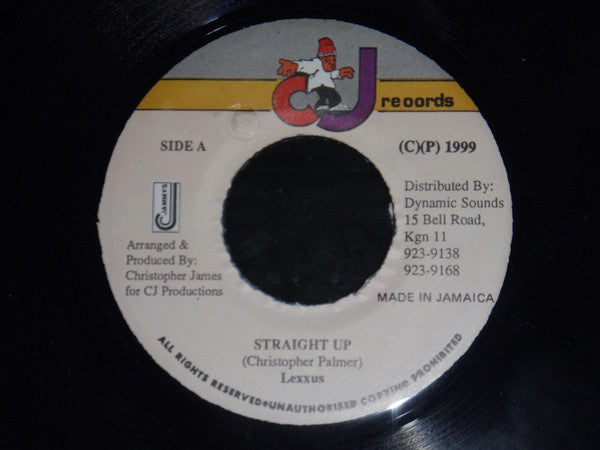 CJ records
SIDE A
(C)(P) 1999
JAMMYS
Distributed By:
Dynamic Sounds
15 Bell Road,
Kgn 11
923-9138
923-9168
Arranged &
Produced By:
Christopher James
for CJ Productions
MADE IN JAMAICA
STRAIGHT UP
(Christopher Palmer)
Lexxus
ALL RIGHTS RESERVED•UNAUTHORISED COPYING PROHIBITED